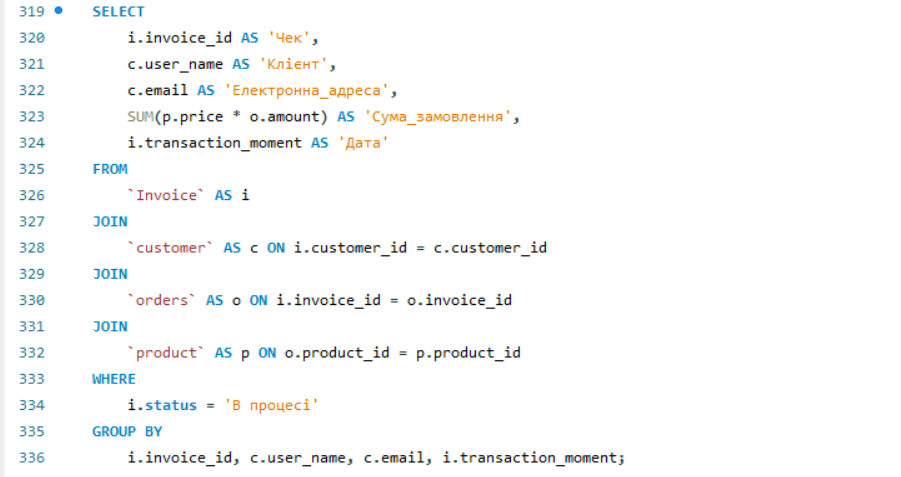 319 SELECT
320 i.invoice_id AS 'Чек',
321 c.user_name AS 'Клієнт',
322 c.email AS 'Електронна_адреса',
323 SUM(p.price * o.amount) AS 'Сума_замовлення',
324 i.transaction_moment AS 'Дата'
325 FROM
326 `Invoice` AS i
327 JOIN
328 `customer` AS c ON i.customer_id = c.customer_id
329 JOIN
330 `orders` AS o ON i.invoice_id = o.invoice_id
331 JOIN
332 `product` AS p ON o.product_id = p.product_id
333 WHERE
334 i.status = 'В процесі'
335 GROUP BY
336 i.invoice_id, c.user_name, c.email, i.transaction_moment;